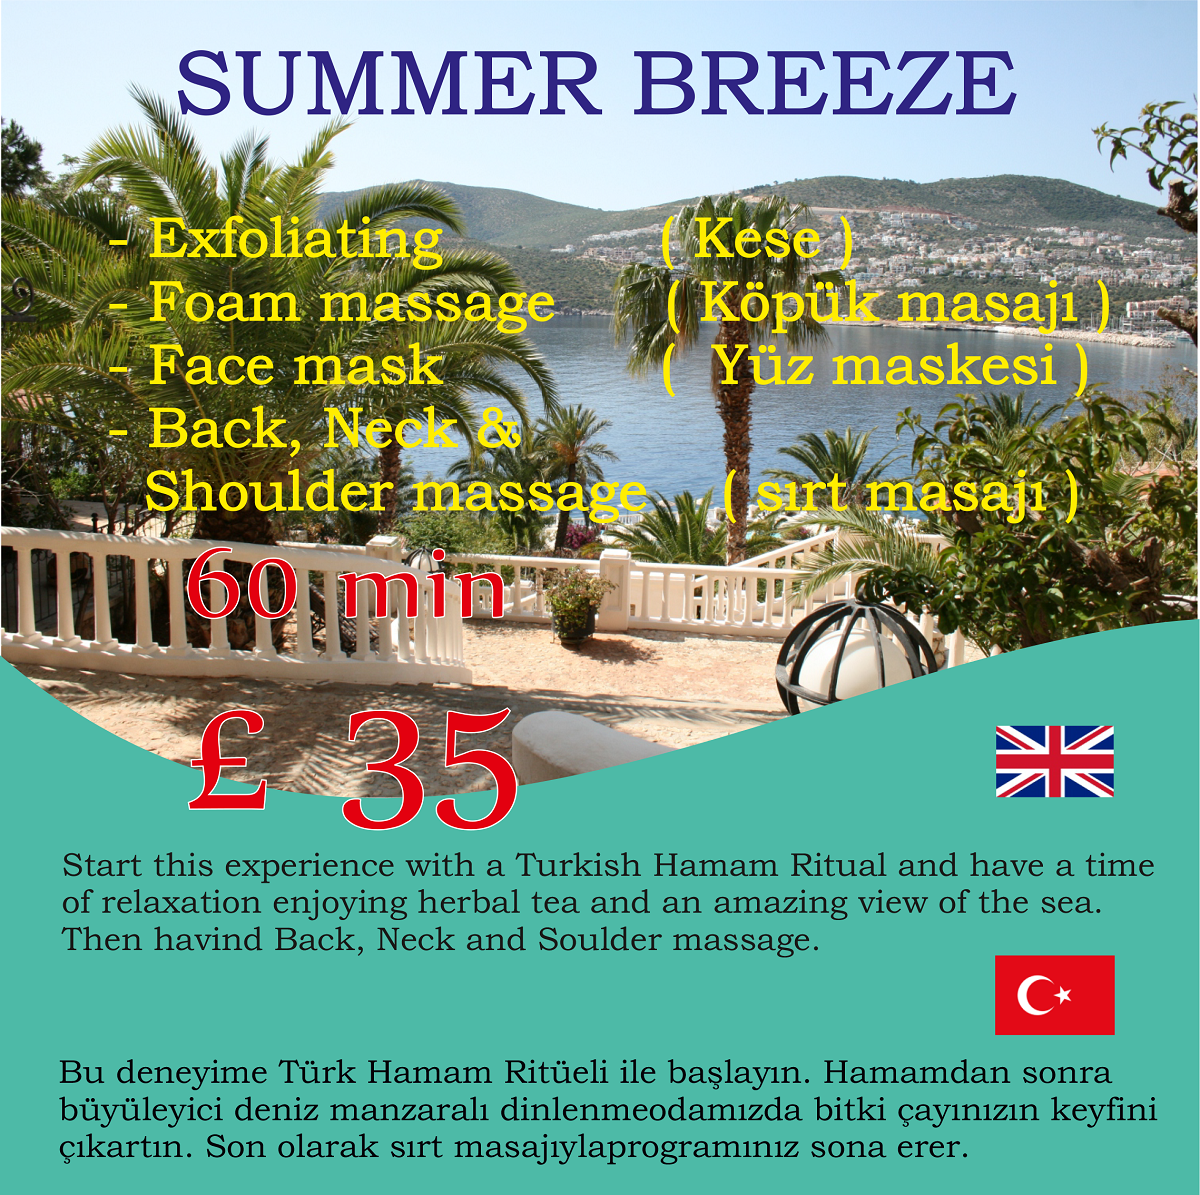 SUMMER BREEZE
- Exfoliating ( Kese )
- Foam massage ( Köpük masajı )
- Face mask ( Yüz maskesi )
- Back, Neck &
Shoulder massage ( sırt masajı )
60 min
£ 35
Start this experience with a Turkish Hamam Ritual and have a time
of relaxation enjoying herbal tea and an amazing view of the sea.
Then havind Back, Neck and Soulder massage.
Bu deneyime Türk Hamam Ritüeli ile başlayın. Hamamdan sonra
büyüleyici deniz manzaralı dinlenmeodamızda bitki çayınızın keyfini
çıkartın. Son olarak sırt masajıylaprogramınız sona erer.